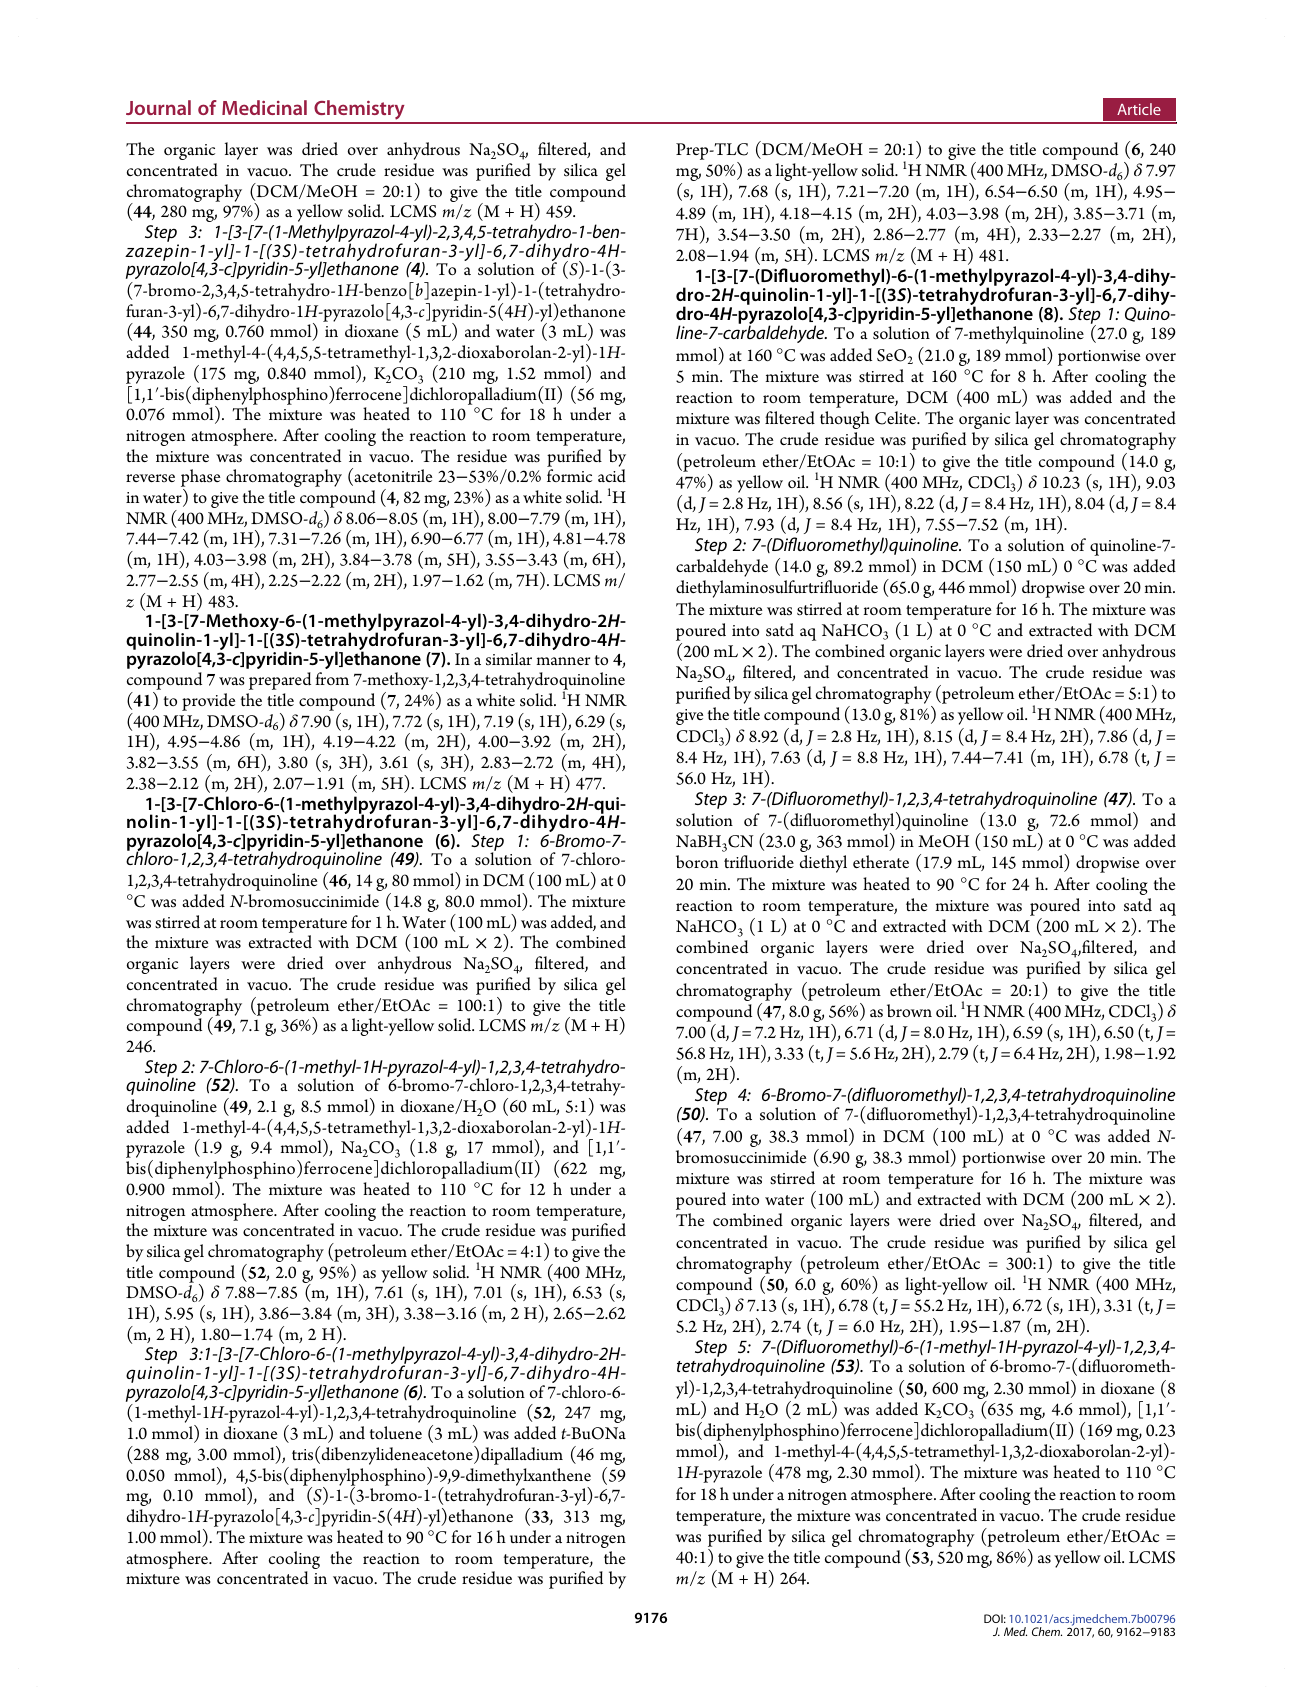 Journal of Medicinal Chemistry
Article
The organic layer was dried over anhydrous Na2SO4, filtered, and
concentrated in vacuo. The crude residue was purified by silica gel
chromatography (DCM/MeOH = 20:1) to give the title compound
(44, 280 mg, 97%) as a yellow solid. LCMS m/z (M + H) 459.
Step 3: 1-[3-[7-(1-Methylpyrazol-4-yl)-2,3,4,5-tetrahydro-1-ben-
zazepin-1-yl]-1-[(3S)-tetrahydrofuran-3-yl]-6,7-dihydro-4H-
pyrazolo[4,3-c]pyridin-5-yl]ethanone (4). To a solution of (S)-1-(3-
(7-bromo-2,3,4,5-tetrahydro-1H-benzo[b]azepin-1-yl)-1-(tetrahydro-
furan-3-yl)-6,7-dihydro-1H-pyrazolo[4,3-c]pyridin-5(4H)-yl)ethanone
(44, 350 mg, 0.760 mmol) in dioxane (5 mL) and water (3 mL) was
added 1-methyl-4-(4,4,5,5-tetramethyl-1,3,2-dioxaborolan-2-yl)-1H-
pyrazole (175 mg, 0.840 mmol), K2CO3 (210 mg, 1.52 mmol) and
[1,1′-bis(diphenylphosphino)ferrocene]dichloropalladium(II) (56 mg,
0.076 mmol). The mixture was heated to 110 °C for 18 h under a
nitrogen atmosphere. After cooling the reaction to room temperature,
the mixture was concentrated in vacuo. The residue was purified by
reverse phase chromatography (acetonitrile 23−53%/0.2% formic acid
in water) to give the title compound (4, 82 mg, 23%) as a white solid. 1H
NMR (400 MHz, DMSO-d6) δ 8.06−8.05 (m, 1H), 8.00−7.79 (m, 1H),
7.44−7.42 (m, 1H), 7.31−7.26 (m, 1H), 6.90−6.77 (m, 1H), 4.81−4.78
(m, 1H), 4.03−3.98 (m, 2H), 3.84−3.78 (m, 5H), 3.55−3.43 (m, 6H),
2.77−2.55 (m, 4H), 2.25−2.22 (m, 2H), 1.97−1.62 (m, 7H). LCMS m/
z (M + H) 483.
1-[3-[7-Methoxy-6-(1-methylpyrazol-4-yl)-3,4-dihydro-2H-
quinolin-1-yl]-1-[(3S)-tetrahydrofuran-3-yl]-6,7-dihydro-4H-
pyrazolo[4,3-c]pyridin-5-yl]ethanone (7). In a similar manner to 4,
compound 7 was prepared from 7-methoxy-1,2,3,4-tetrahydroquinoline
(41) to provide the title compound (7, 24%) as a white solid. 1H NMR
(400 MHz, DMSO-d6) δ 7.90 (s, 1H), 7.72 (s, 1H), 7.19 (s, 1H), 6.29 (s,
1H), 4.95−4.86 (m, 1H), 4.19−4.22 (m, 2H), 4.00−3.92 (m, 2H),
3.82−3.55 (m, 6H), 3.80 (s, 3H), 3.61 (s, 3H), 2.83−2.72 (m, 4H),
2.38−2.12 (m, 2H), 2.07−1.91 (m, 5H). LCMS m/z (M + H) 477.
1-[3-[7-Chloro-6-(1-methylpyrazol-4-yl)-3,4-dihydro-2H-qui-
nolin-1-yl]-1-[(3S)-tetrahydrofuran-3-yl]-6,7-dihydro-4H-
pyrazolo[4,3-c]pyridin-5-yl]ethanone (6). Step 1: 6-Bromo-7-
chloro-1,2,3,4-tetrahydroquinoline (49). To a solution of 7-chloro-
1,2,3,4-tetrahydroquinoline (46, 14 g, 80 mmol) in DCM (100 mL) at 0
°C was added N-bromosuccinimide (14.8 g, 80.0 mmol). The mixture
was stirred at room temperature for 1 h. Water (100 mL) was added, and
the mixture was extracted with DCM (100 mL × 2). The combined
organic layers were dried over anhydrous Na2SO4, filtered, and
concentrated in vacuo. The crude residue was purified by silica gel
chromatography (petroleum ether/EtOAc = 100:1) to give the title
compound (49, 7.1 g, 36%) as a light-yellow solid. LCMS m/z (M + H)
246.
Step 2: 7-Chloro-6-(1-methyl-1H-pyrazol-4-yl)-1,2,3,4-tetrahydro-
quinoline (52). To a solution of 6-bromo-7-chloro-1,2,3,4-tetrahy-
droquinoline (49, 2.1 g, 8.5 mmol) in dioxane/H2O (60 mL, 5:1) was
added 1-methyl-4-(4,4,5,5-tetramethyl-1,3,2-dioxaborolan-2-yl)-1H-
pyrazole (1.9 g, 9.4 mmol), Na2CO3 (1.8 g, 17 mmol), and [1,1′-
bis(diphenylphosphino)ferrocene]dichloropalladium(II) (622 mg,
0.900 mmol). The mixture was heated to 110 °C for 12 h under a
nitrogen atmosphere. After cooling the reaction to room temperature,
the mixture was concentrated in vacuo. The crude residue was purified
by silica gel chromatography (petroleum ether/EtOAc = 4:1) to give the
title compound (52, 2.0 g, 95%) as yellow solid. 1H NMR (400 MHz,
DMSO-d6) δ 7.88−7.85 (m, 1H), 7.61 (s, 1H), 7.01 (s, 1H), 6.53 (s,
1H), 5.95 (s, 1H), 3.86−3.84 (m, 3H), 3.38−3.16 (m, 2 H), 2.65−2.62
(m, 2 H), 1.80−1.74 (m, 2 H).
Step 3:1-[3-[7-Chloro-6-(1-methylpyrazol-4-yl)-3,4-dihydro-2H-
quinolin-1-yl]-1-[(3S)-tetrahydrofuran-3-yl]-6,7-dihydro-4H-
pyrazolo[4,3-c]pyridin-5-yl]ethanone (6). To a solution of 7-chloro-6-
(1-methyl-1H-pyrazol-4-yl)-1,2,3,4-tetrahydroquinoline (52, 247 mg,
1.0 mmol) in dioxane (3 mL) and toluene (3 mL) was added t-BuONa
(288 mg, 3.00 mmol), tris(dibenzylideneacetone)dipalladium (46 mg,
0.050 mmol), 4,5-bis(diphenylphosphino)-9,9-dimethylxanthene (59
mg, 0.10 mmol), and (S)-1-(3-bromo-1-(tetrahydrofuran-3-yl)-6,7-
dihydro-1H-pyrazolo[4,3-c]pyridin-5(4H)-yl)ethanone (33, 313 mg,
1.00 mmol). The mixture was heated to 90 °C for 16 h under a nitrogen
atmosphere. After cooling the reaction to room temperature, the
mixture was concentrated in vacuo. The crude residue was purified by
Prep-TLC (DCM/MeOH = 20:1) to give the title compound (6, 240
mg, 50%) as a light-yellow solid. 1H NMR (400 MHz, DMSO-d6) δ 7.97
(s, 1H), 7.68 (s, 1H), 7.21−7.20 (m, 1H), 6.54−6.50 (m, 1H), 4.95−
4.89 (m, 1H), 4.18−4.15 (m, 2H), 4.03−3.98 (m, 2H), 3.85−3.71 (m,
7H), 3.54−3.50 (m, 2H), 2.86−2.77 (m, 4H), 2.33−2.27 (m, 2H),
2.08−1.94 (m, 5H). LCMS m/z (M + H) 481.
1-[3-[7-(Difluoromethyl)-6-(1-methylpyrazol-4-yl)-3,4-dihy-
dro-2H-quinolin-1-yl]-1-[(3S)-tetrahydrofuran-3-yl]-6,7-dihy-
dro-4H-pyrazolo[4,3-c]pyridin-5-yl]ethanone (8). Step 1: Quino-
line-7-carbaldehyde. To a solution of 7-methylquinoline (27.0 g, 189
mmol) at 160 °C was added SeO2 (21.0 g, 189 mmol) portionwise over
5 min. The mixture was stirred at 160 °C for 8 h. After cooling the
reaction to room temperature, DCM (400 mL) was added and the
mixture was filtered though Celite. The organic layer was concentrated
in vacuo. The crude residue was purified by silica gel chromatography
(petroleum ether/EtOAc = 10:1) to give the title compound (14.0 g,
47%) as yellow oil. 1H NMR (400 MHz, CDCl3) δ 10.23 (s, 1H), 9.03
(d, J = 2.8 Hz, 1H), 8.56 (s, 1H), 8.22 (d, J = 8.4 Hz, 1H), 8.04 (d, J = 8.4
Hz, 1H), 7.93 (d, J = 8.4 Hz, 1H), 7.55−7.52 (m, 1H).
Step 2: 7-(Difluoromethyl)quinoline. To a solution of quinoline-7-
carbaldehyde (14.0 g, 89.2 mmol) in DCM (150 mL) 0 °C was added
diethylaminosulfurtrifluoride (65.0 g, 446 mmol) dropwise over 20 min.
The mixture was stirred at room temperature for 16 h. The mixture was
poured into satd aq NaHCO3 (1 L) at 0 °C and extracted with DCM
(200 mL × 2). The combined organic layers were dried over anhydrous
Na2SO4, filtered, and concentrated in vacuo. The crude residue was
purified by silica gel chromatography (petroleum ether/EtOAc = 5:1) to
give the title compound (13.0 g, 81%) as yellow oil. 1H NMR (400 MHz,
CDCl3) δ 8.92 (d, J = 2.8 Hz, 1H), 8.15 (d, J = 8.4 Hz, 2H), 7.86 (d, J =
8.4 Hz, 1H), 7.63 (d, J = 8.8 Hz, 1H), 7.44−7.41 (m, 1H), 6.78 (t, J =
56.0 Hz, 1H).
Step 3: 7-(Difluoromethyl)-1,2,3,4-tetrahydroquinoline (47). To a
solution of 7-(difluoromethyl)quinoline (13.0 g, 72.6 mmol) and
NaBH3CN (23.0 g, 363 mmol) in MeOH (150 mL) at 0 °C was added
boron trifluoride diethyl etherate (17.9 mL, 145 mmol) dropwise over
20 min. The mixture was heated to 90 °C for 24 h. After cooling the
reaction to room temperature, the mixture was poured into satd aq
NaHCO3 (1 L) at 0 °C and extracted with DCM (200 mL × 2). The
combined organic layers were dried over Na2SO4,filtered, and
concentrated in vacuo. The crude residue was purified by silica gel
chromatography (petroleum ether/EtOAc = 20:1) to give the title
compound (47, 8.0 g, 56%) as brown oil. 1H NMR (400 MHz, CDCl3) δ
7.00 (d, J = 7.2 Hz, 1H), 6.71 (d, J = 8.0 Hz, 1H), 6.59 (s, 1H), 6.50 (t, J =
56.8 Hz, 1H), 3.33 (t, J = 5.6 Hz, 2H), 2.79 (t, J = 6.4 Hz, 2H), 1.98−1.92
(m, 2H).
Step 4: 6-Bromo-7-(difluoromethyl)-1,2,3,4-tetrahydroquinoline
(50). To a solution of 7-(difluoromethyl)-1,2,3,4-tetrahydroquinoline
(47, 7.00 g, 38.3 mmol) in DCM (100 mL) at 0 °C was added N-
bromosuccinimide (6.90 g, 38.3 mmol) portionwise over 20 min. The
mixture was stirred at room temperature for 16 h. The mixture was
poured into water (100 mL) and extracted with DCM (200 mL × 2).
The combined organic layers were dried over Na2SO4, filtered, and
concentrated in vacuo. The crude residue was purified by silica gel
chromatography (petroleum ether/EtOAc = 300:1) to give the title
compound (50, 6.0 g, 60%) as light-yellow oil. 1H NMR (400 MHz,
CDCl3) δ 7.13 (s, 1H), 6.78 (t, J = 55.2 Hz, 1H), 6.72 (s, 1H), 3.31 (t, J =
5.2 Hz, 2H), 2.74 (t, J = 6.0 Hz, 2H), 1.95−1.87 (m, 2H).
Step 5: 7-(Difluoromethyl)-6-(1-methyl-1H-pyrazol-4-yl)-1,2,3,4-
tetrahydroquinoline (53). To a solution of 6-bromo-7-(difluorometh-
yl)-1,2,3,4-tetrahydroquinoline (50, 600 mg, 2.30 mmol) in dioxane (8
mL) and H2O (2 mL) was added K2CO3 (635 mg, 4.6 mmol), [1,1′-
bis(diphenylphosphino)ferrocene]dichloropalladium(II) (169 mg, 0.23
mmol), and 1-methyl-4-(4,4,5,5-tetramethyl-1,3,2-dioxaborolan-2-yl)-
1H-pyrazole (478 mg, 2.30 mmol). The mixture was heated to 110 °C
for 18 h under a nitrogen atmosphere. After cooling the reaction to room
temperature, the mixture was concentrated in vacuo. The crude residue
was purified by silica gel chromatography (petroleum ether/EtOAc =
40:1) to give the title compound (53, 520 mg, 86%) as yellow oil. LCMS
m/z (M + H) 264.
9176
DOI: 10.1021/acs.jmedchem.7b00796
J. Med. Chem. 2017, 60, 9162−9183